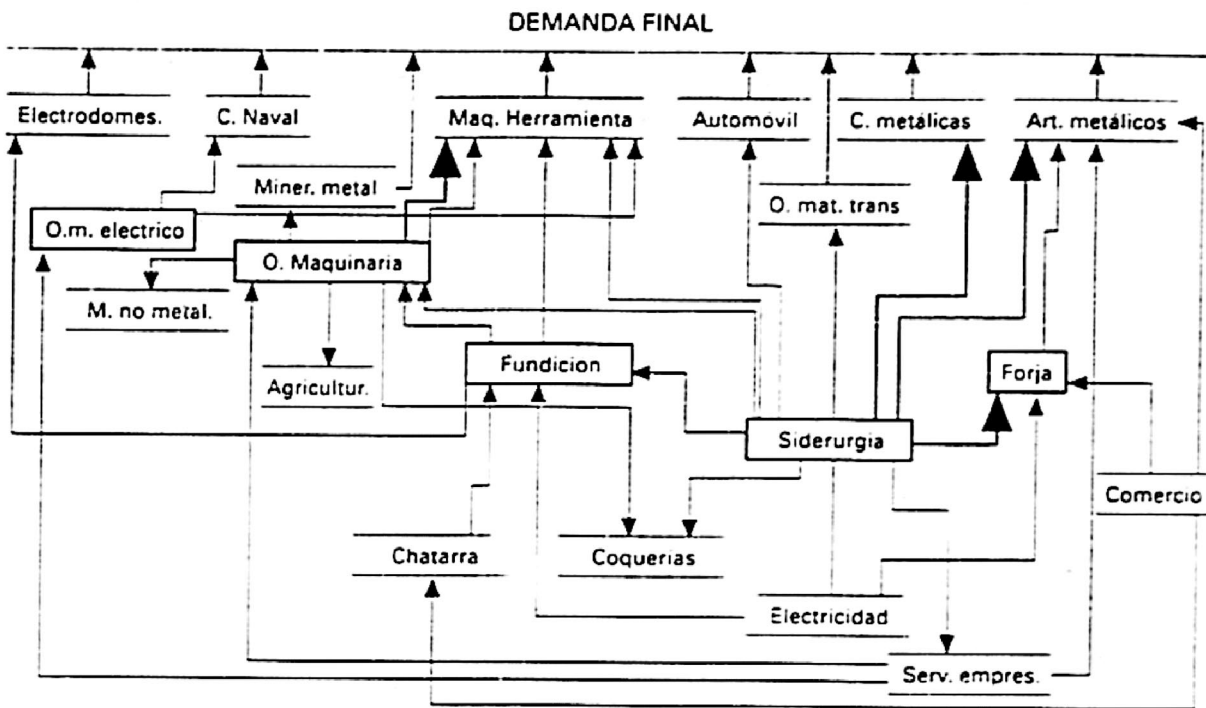 DEMANDA FINAL
Electrodomes.
C. Naval
Maq. Herramienta
Automóvil
C. metálicas
Art. metálicos
Miner. metal
O. mat. trans
O.m. electrico
O. Maquinaria
M. no metal.
Fundicion
Forja
Agricultur.
Siderurgia
Comercio
Chatarra
Coquerias
Electricidad
Serv. empres.